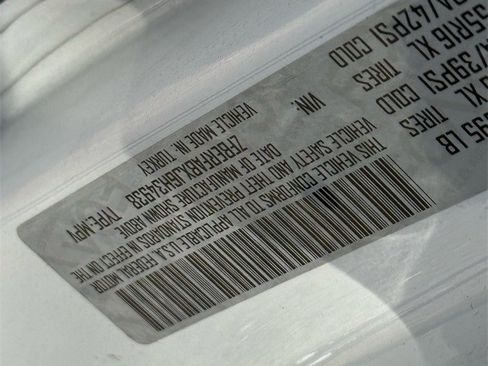 95 LB
XL TIRES
39PSI COLD
55R16 XL TIRES
/42PSI COLD
THIS VEHICLE CONFORMS TO ALL APPLICABLE U.S.A. FEDERAL MOTOR
VEHICLE SAFETY AND THEFT PREVENTION STANDARDS IN EFFECT ON THE
DATE OF MANUFACTURE SHOWN ABOVE
VIN: ZFBERFABXJ6H34938 TYPE:MPV
VEHICLE MADE IN: TURKEY